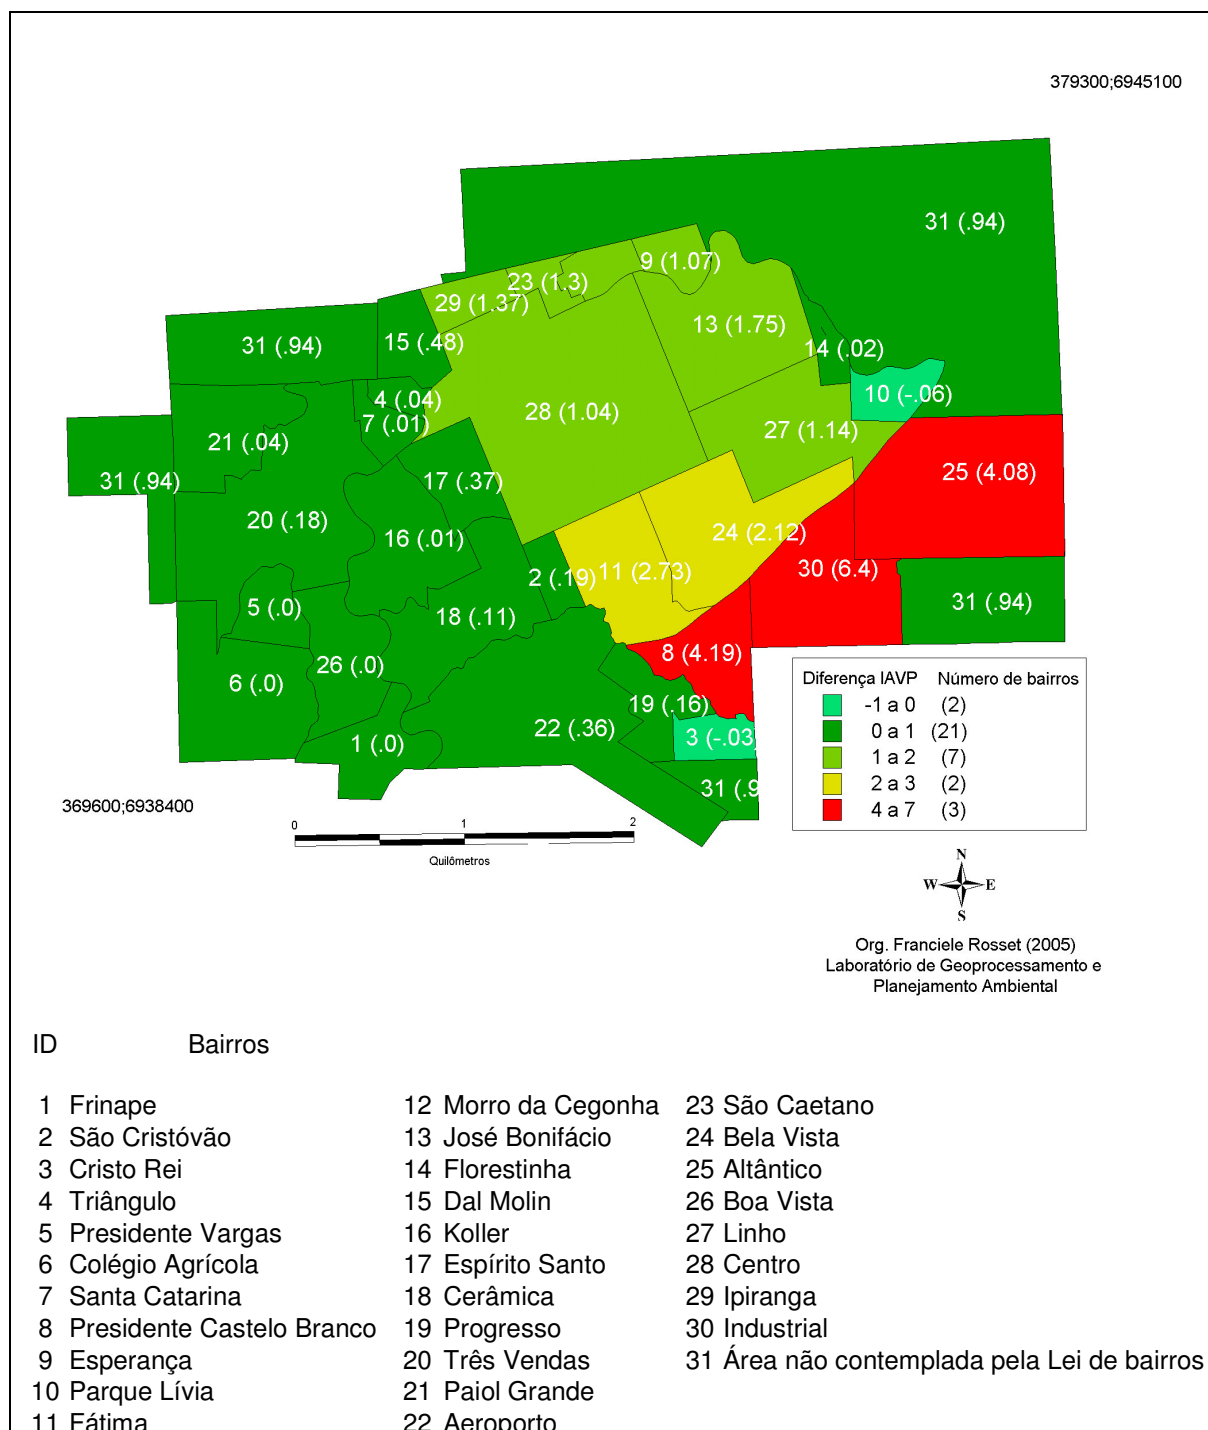 379300;6945100
31 (.94)
9 (1.07)
23 (1.3)
29 (1.37)
13 (1.75)
31 (.94)
15 (.48)
14 (.02)
10 (-.06)
4 (.04)
28 (1.04)
7 (.01)
27 (1.14)
21 (.04)
25 (4.08)
31 (.94)
17 (.37)
20 (.18)
16 (.01)
24 (2.12)
30 (6.4)
2 (.19)
11 (2.73)
5 (.0)
31 (.94)
18 (.11)
26 (.0)
8 (4.19)
6 (.0)
19 (.16)
22 (.36)
3 (-.03
1 (.0)
31 (.9
Diferença IAVP Número de bairros
-1 a 0 (2)
0 a 1 (21)
1 a 2 (7)
2 a 3 (2)
4 a 7 (3)
369600;6938400
0 1 2
Quilômetros
N
W E
S
Org. Franciele Rosset (2005)
Laboratório de Geoprocessamento e
Planejamento Ambiental
ID Bairros
1 Frinape
2 São Cristóvão
3 Cristo Rei
4 Triângulo
5 Presidente Vargas
6 Colégio Agrícola
7 Santa Catarina
8 Presidente Castelo Branco
9 Esperança
10 Parque Lívia
11 Fátima
12 Morro da Cegonha
13 José Bonifácio
14 Florestinha
15 Dal Molin
16 Koller
17 Espírito Santo
18 Cerâmica
19 Progresso
20 Três Vendas
21 Paiol Grande
22 Aeroporto
23 São Caetano
24 Bela Vista
25 Altântico
26 Boa Vista
27 Linho
28 Centro
29 Ipiranga
30 Industrial
31 Área não contemplada pela Lei de bairros